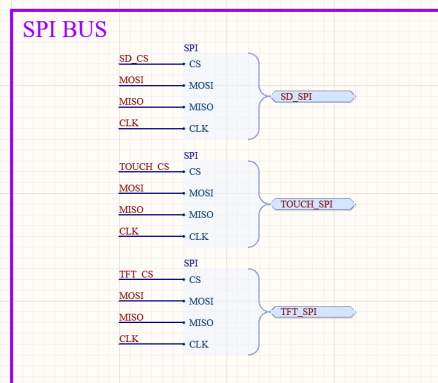 SPI BUS
SPI
SD_CS CS
MOSI MOSI
SD_SPI
MISO MISO
CLK CLK
SPI
TOUCH_CS CS
MOSI MOSI
TOUCH_SPI
MISO MISO
CLK CLK
SPI
TFT_CS CS
MOSI MOSI
TFT_SPI
MISO MISO
CLK CLK